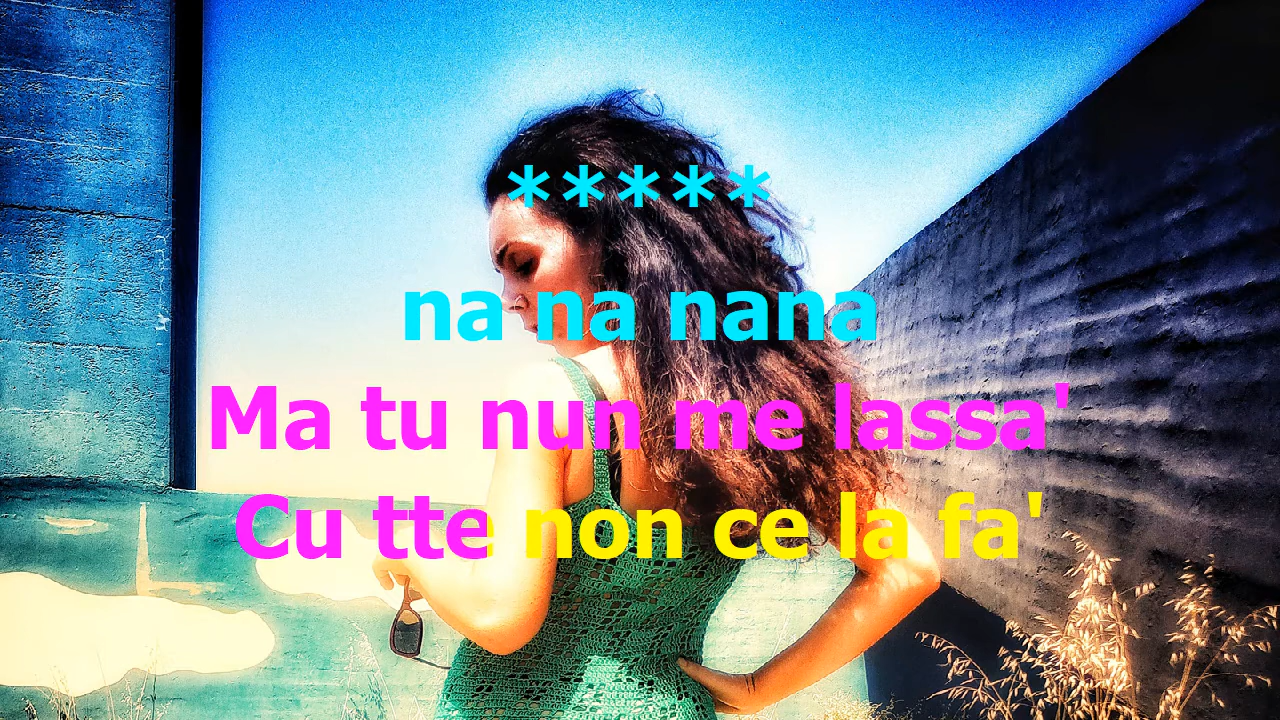 *****
na na nana
Ma tu nun me lassa'
Cu tte non ce la fa'